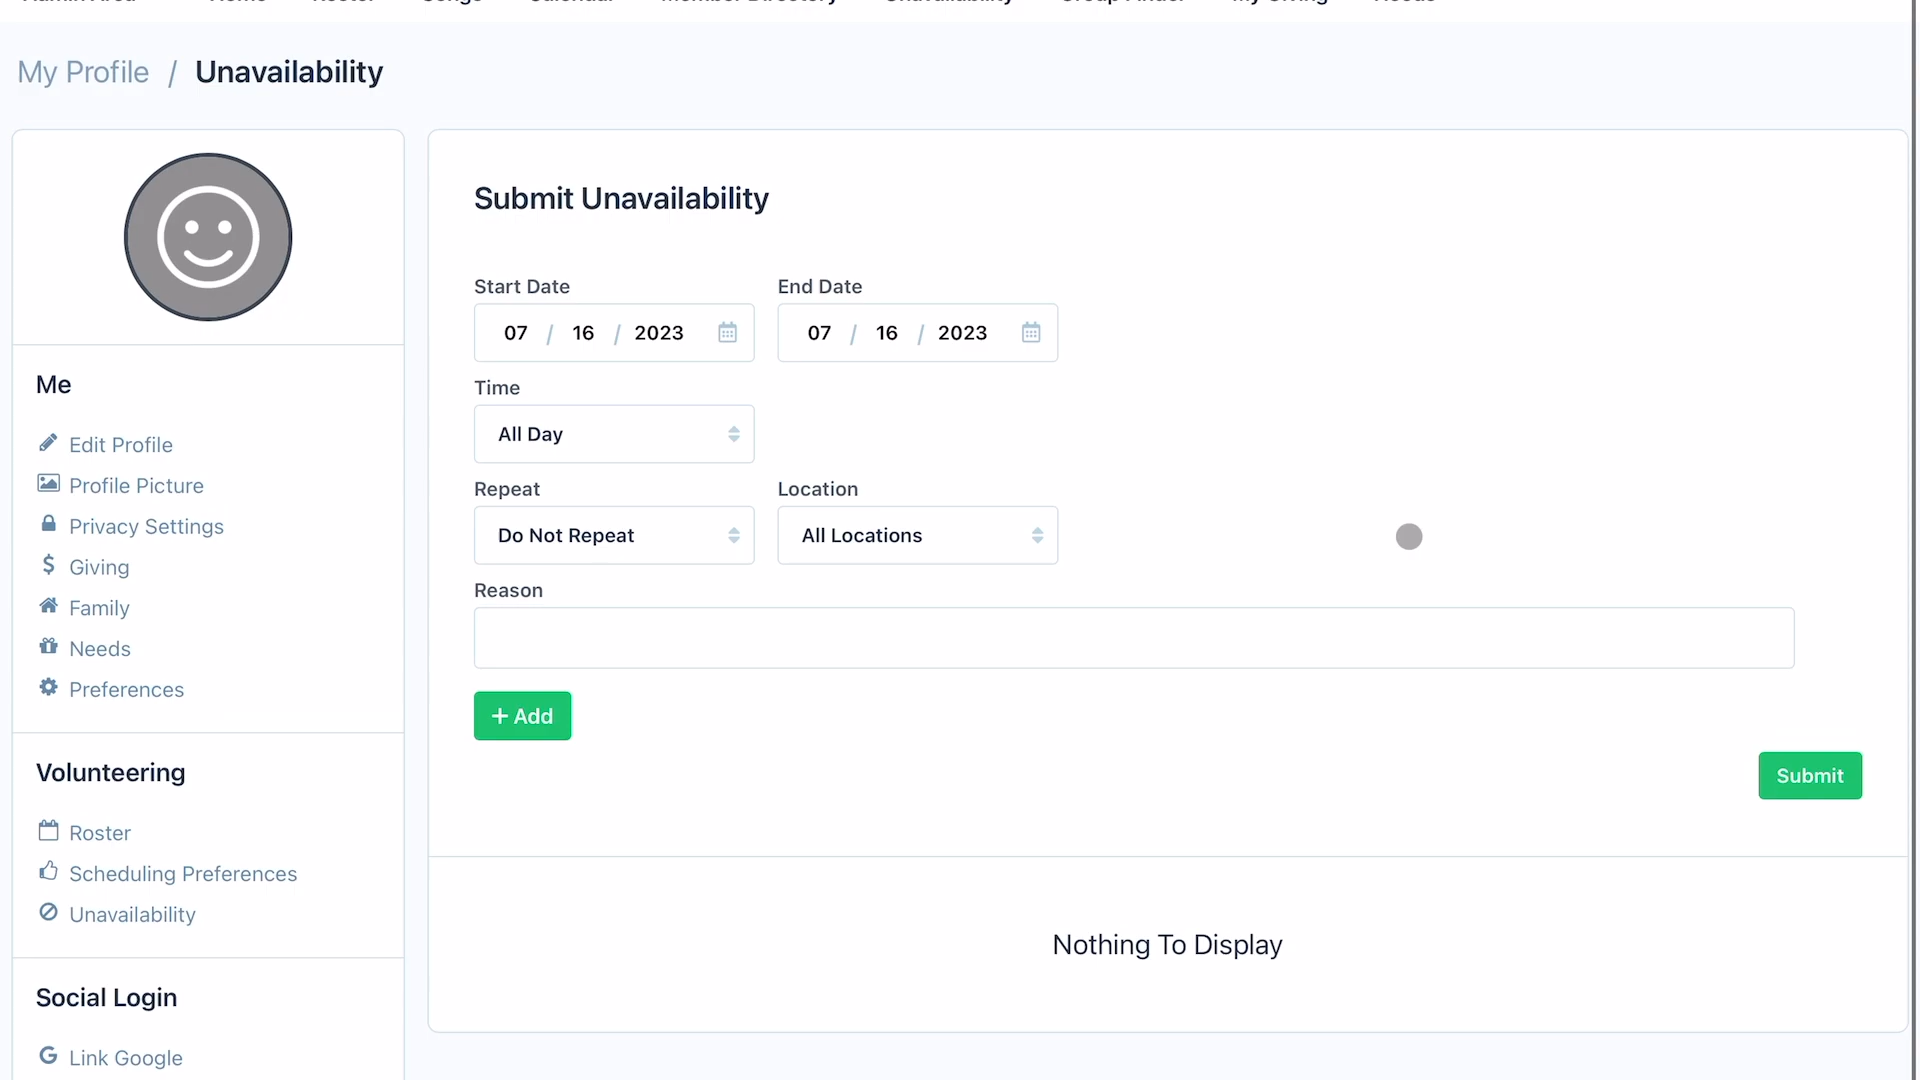 My Profile / Unavailability
Submit Unavailability
Start Date End Date
07 / 16 / 2023 07 / 16 / 2023
Time
All Day
Repeat Location
Do Not Repeat All Locations
Reason
+ Add
Submit
Nothing To Display
Me
Edit Profile
Profile Picture
Privacy Settings
Giving
Family
Needs
Preferences
Volunteering
Roster
Scheduling Preferences
Unavailability
Social Login
Link Google